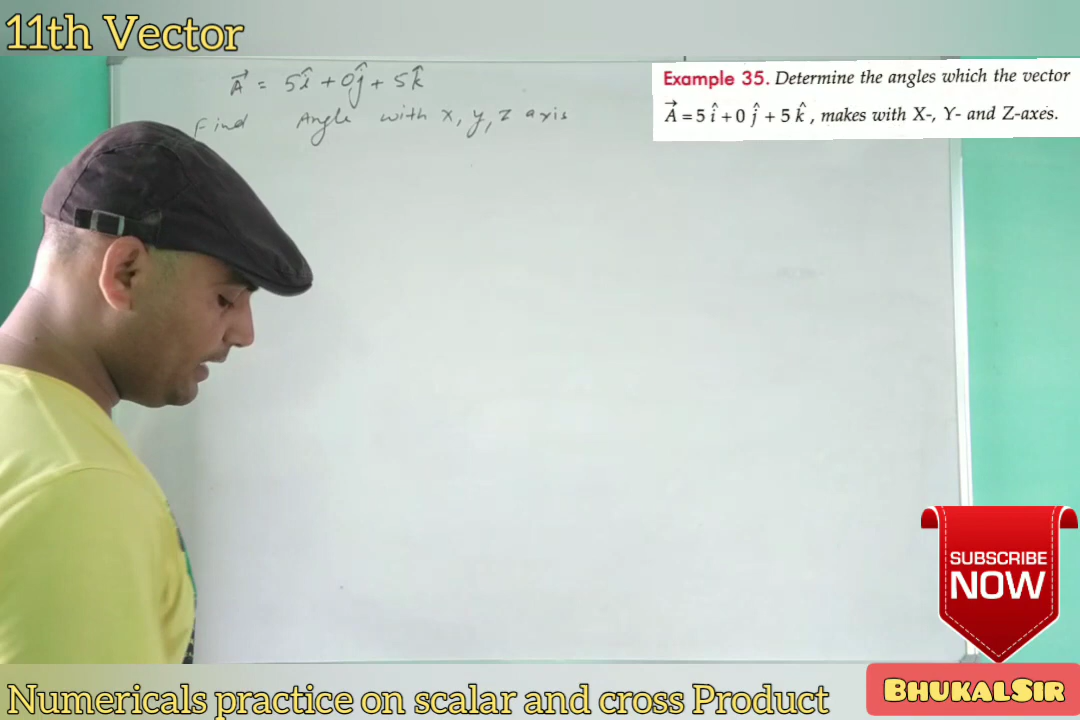 11th Vector
A⃗ = 5î + 0ĵ + 5k̂
Find Angle with x, y, z axis
Example 35. Determine the angles which the vector
A⃗ = 5 î + 0 ĵ + 5 k̂ , makes with X-, Y- and Z-axes.
SUBSCRIBE
NOW
Numericals practice on scalar and cross Product
BHUKALSIR